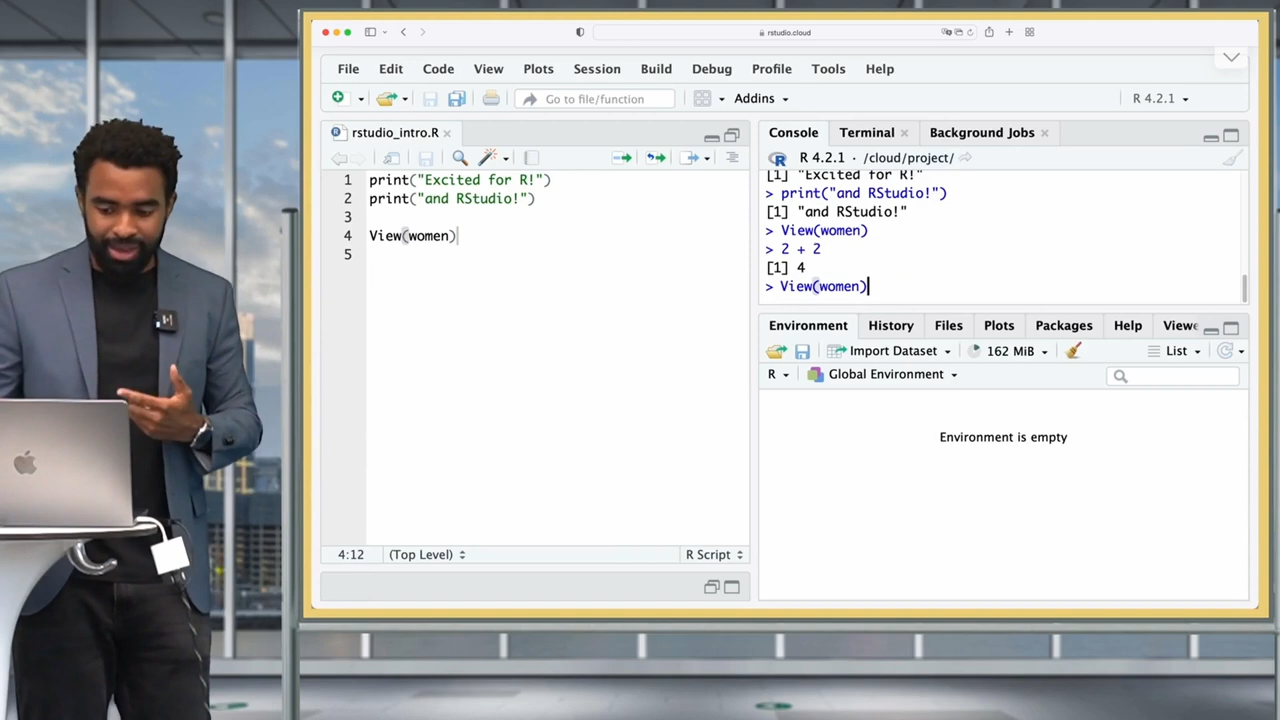 rstudio.cloud
File Edit Code View Plots Session Build Debug Profile Tools Help
Go to file/function Addins R 4.2.1
rstudio_intro.R
1 print("Excited for R!")
2 print("and RStudio!")
3
4 View(women)
5
4:12 (Top Level) R Script
Console Terminal Background Jobs
R 4.2.1 · /cloud/project/
[1] "Excited for R!"
> print("and RStudio!")
[1] "and RStudio!"
> View(women)
> 2 + 2
[1] 4
> View(women)
Environment History Files Plots Packages Help Viewe
Import Dataset 162 MiB List
R Global Environment
Environment is empty